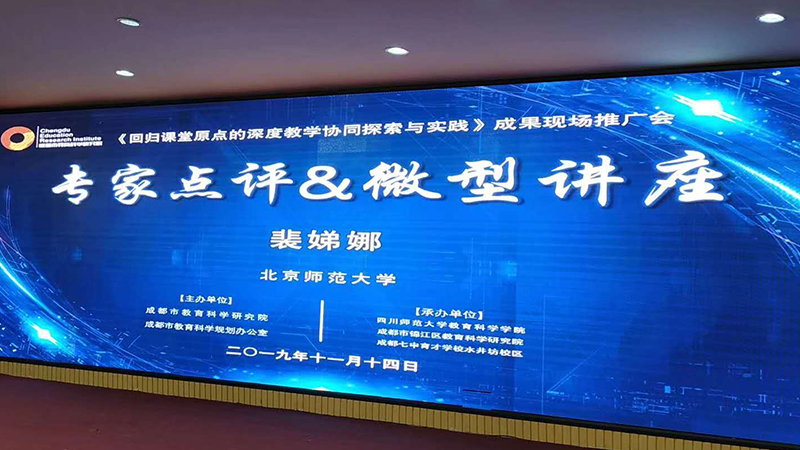 Chengdu
Education
Research Institute
《回归课堂原点的深度教学协同探索与实践》成果现场推广会
专家点评&微型讲座
裴娣娜
北京师范大学
【主办单位】
成都市教育科学研究院
成都市教育科学规划办公室
【承办单位】
四川师范大学教育科学学院
成都市锦江区教育科学研究院
成都七中育才学校水井坊校区
二〇一九年十一月十四日